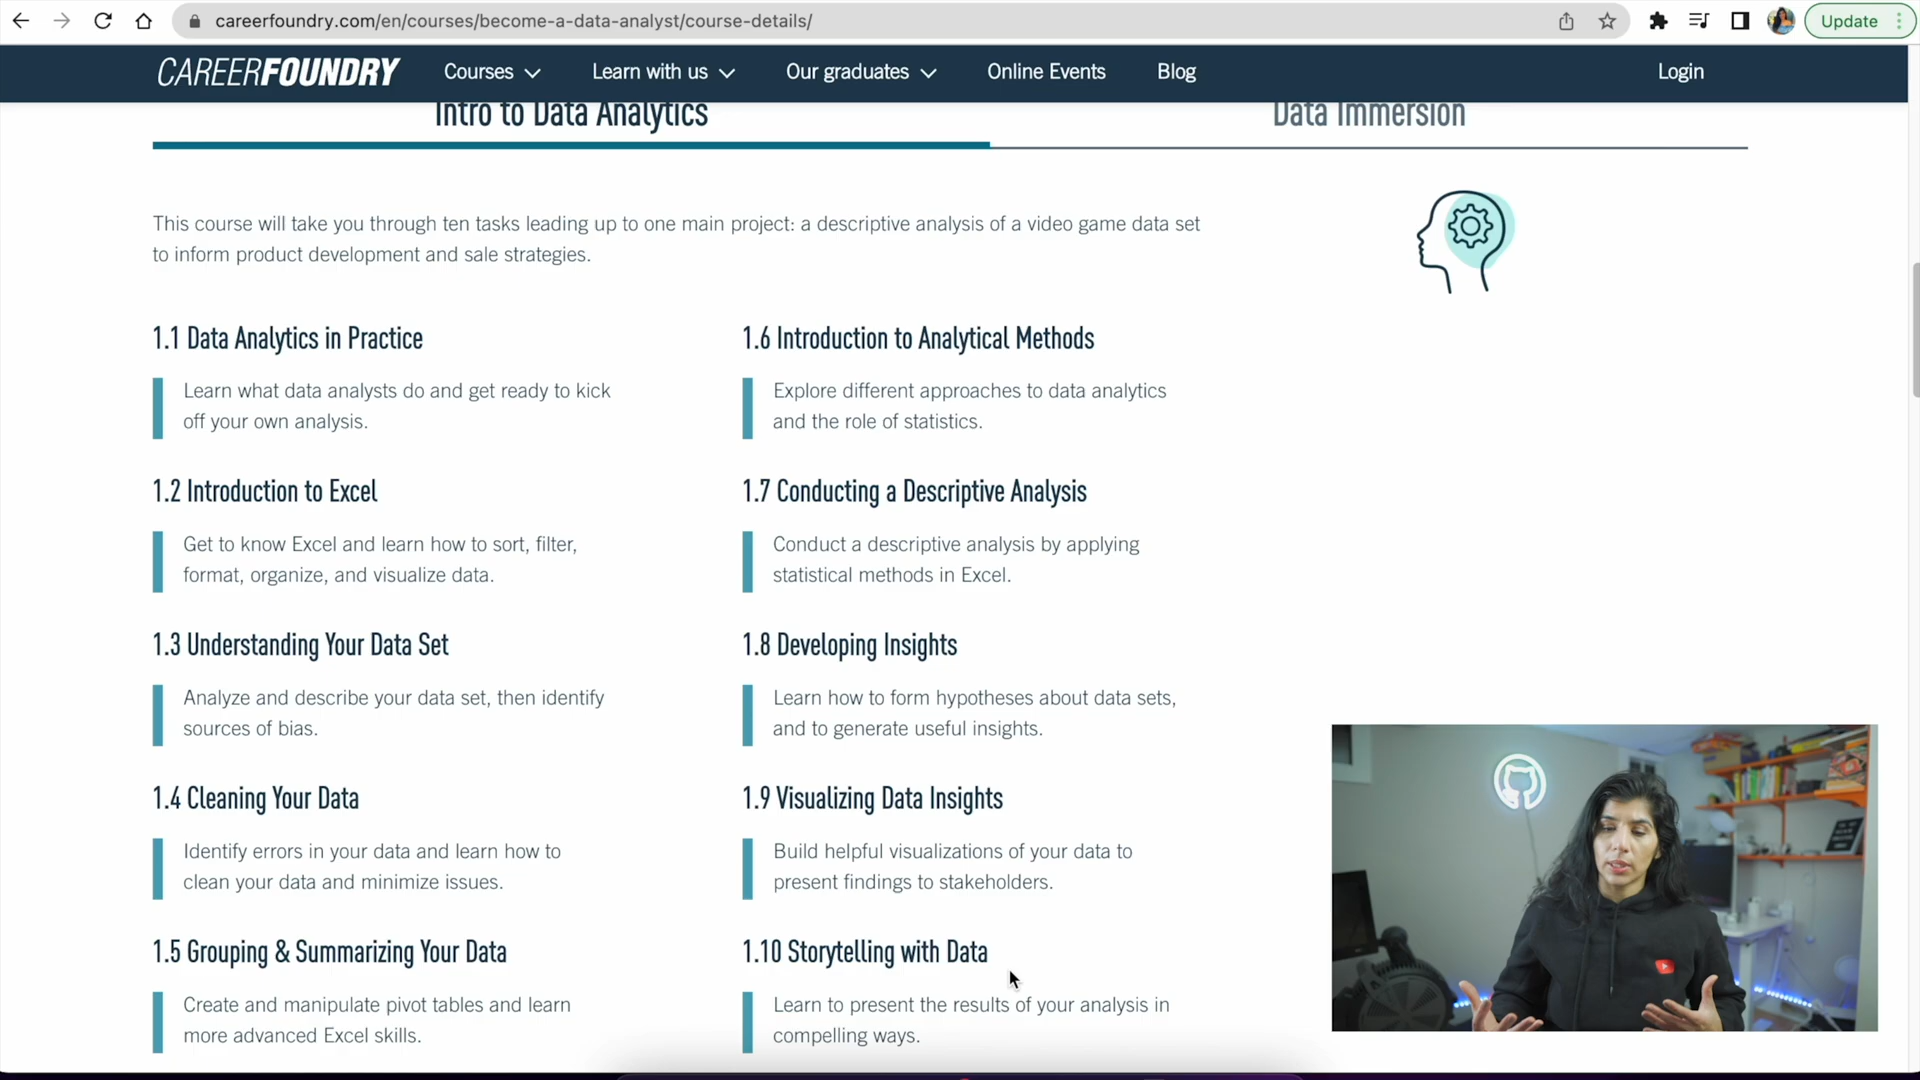 careerfoundry.com/en/courses/become-a-data-analyst/course-details/
Update
CAREERFOUNDRY
Courses
Learn with us
Our graduates
Online Events
Blog
Login
Intro to Data Analytics
Data Immersion
This course will take you through ten tasks leading up to one main project: a descriptive analysis of a video game data set
to inform product development and sale strategies.
1.1 Data Analytics in Practice
Learn what data analysts do and get ready to kick
off your own analysis.
1.2 Introduction to Excel
Get to know Excel and learn how to sort, filter,
format, organize, and visualize data.
1.3 Understanding Your Data Set
Analyze and describe your data set, then identify
sources of bias.
1.4 Cleaning Your Data
Identify errors in your data and learn how to
clean your data and minimize issues.
1.5 Grouping & Summarizing Your Data
Create and manipulate pivot tables and learn
more advanced Excel skills.
1.6 Introduction to Analytical Methods
Explore different approaches to data analytics
and the role of statistics.
1.7 Conducting a Descriptive Analysis
Conduct a descriptive analysis by applying
statistical methods in Excel.
1.8 Developing Insights
Learn how to form hypotheses about data sets,
and to generate useful insights.
1.9 Visualizing Data Insights
Build helpful visualizations of your data to
present findings to stakeholders.
1.10 Storytelling with Data
Learn to present the results of your analysis in
compelling ways.